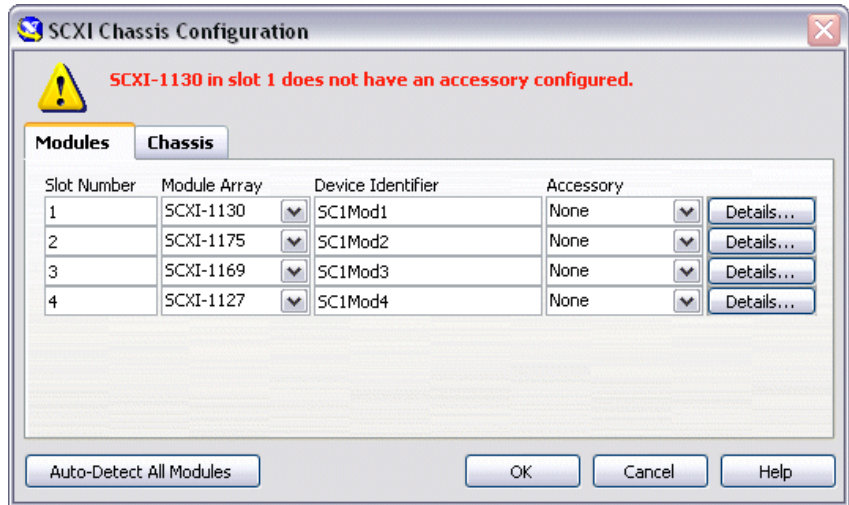 SCXI Chassis Configuration
SCXI-1130 in slot 1 does not have an accessory configured.
Modules Chassis
Slot Number Module Array Device Identifier Accessory
1 SCXI-1130 SC1Mod1 None Details...
2 SCXI-1175 SC1Mod2 None Details...
3 SCXI-1169 SC1Mod3 None Details...
4 SCXI-1127 SC1Mod4 None Details...
Auto-Detect All Modules OK Cancel Help